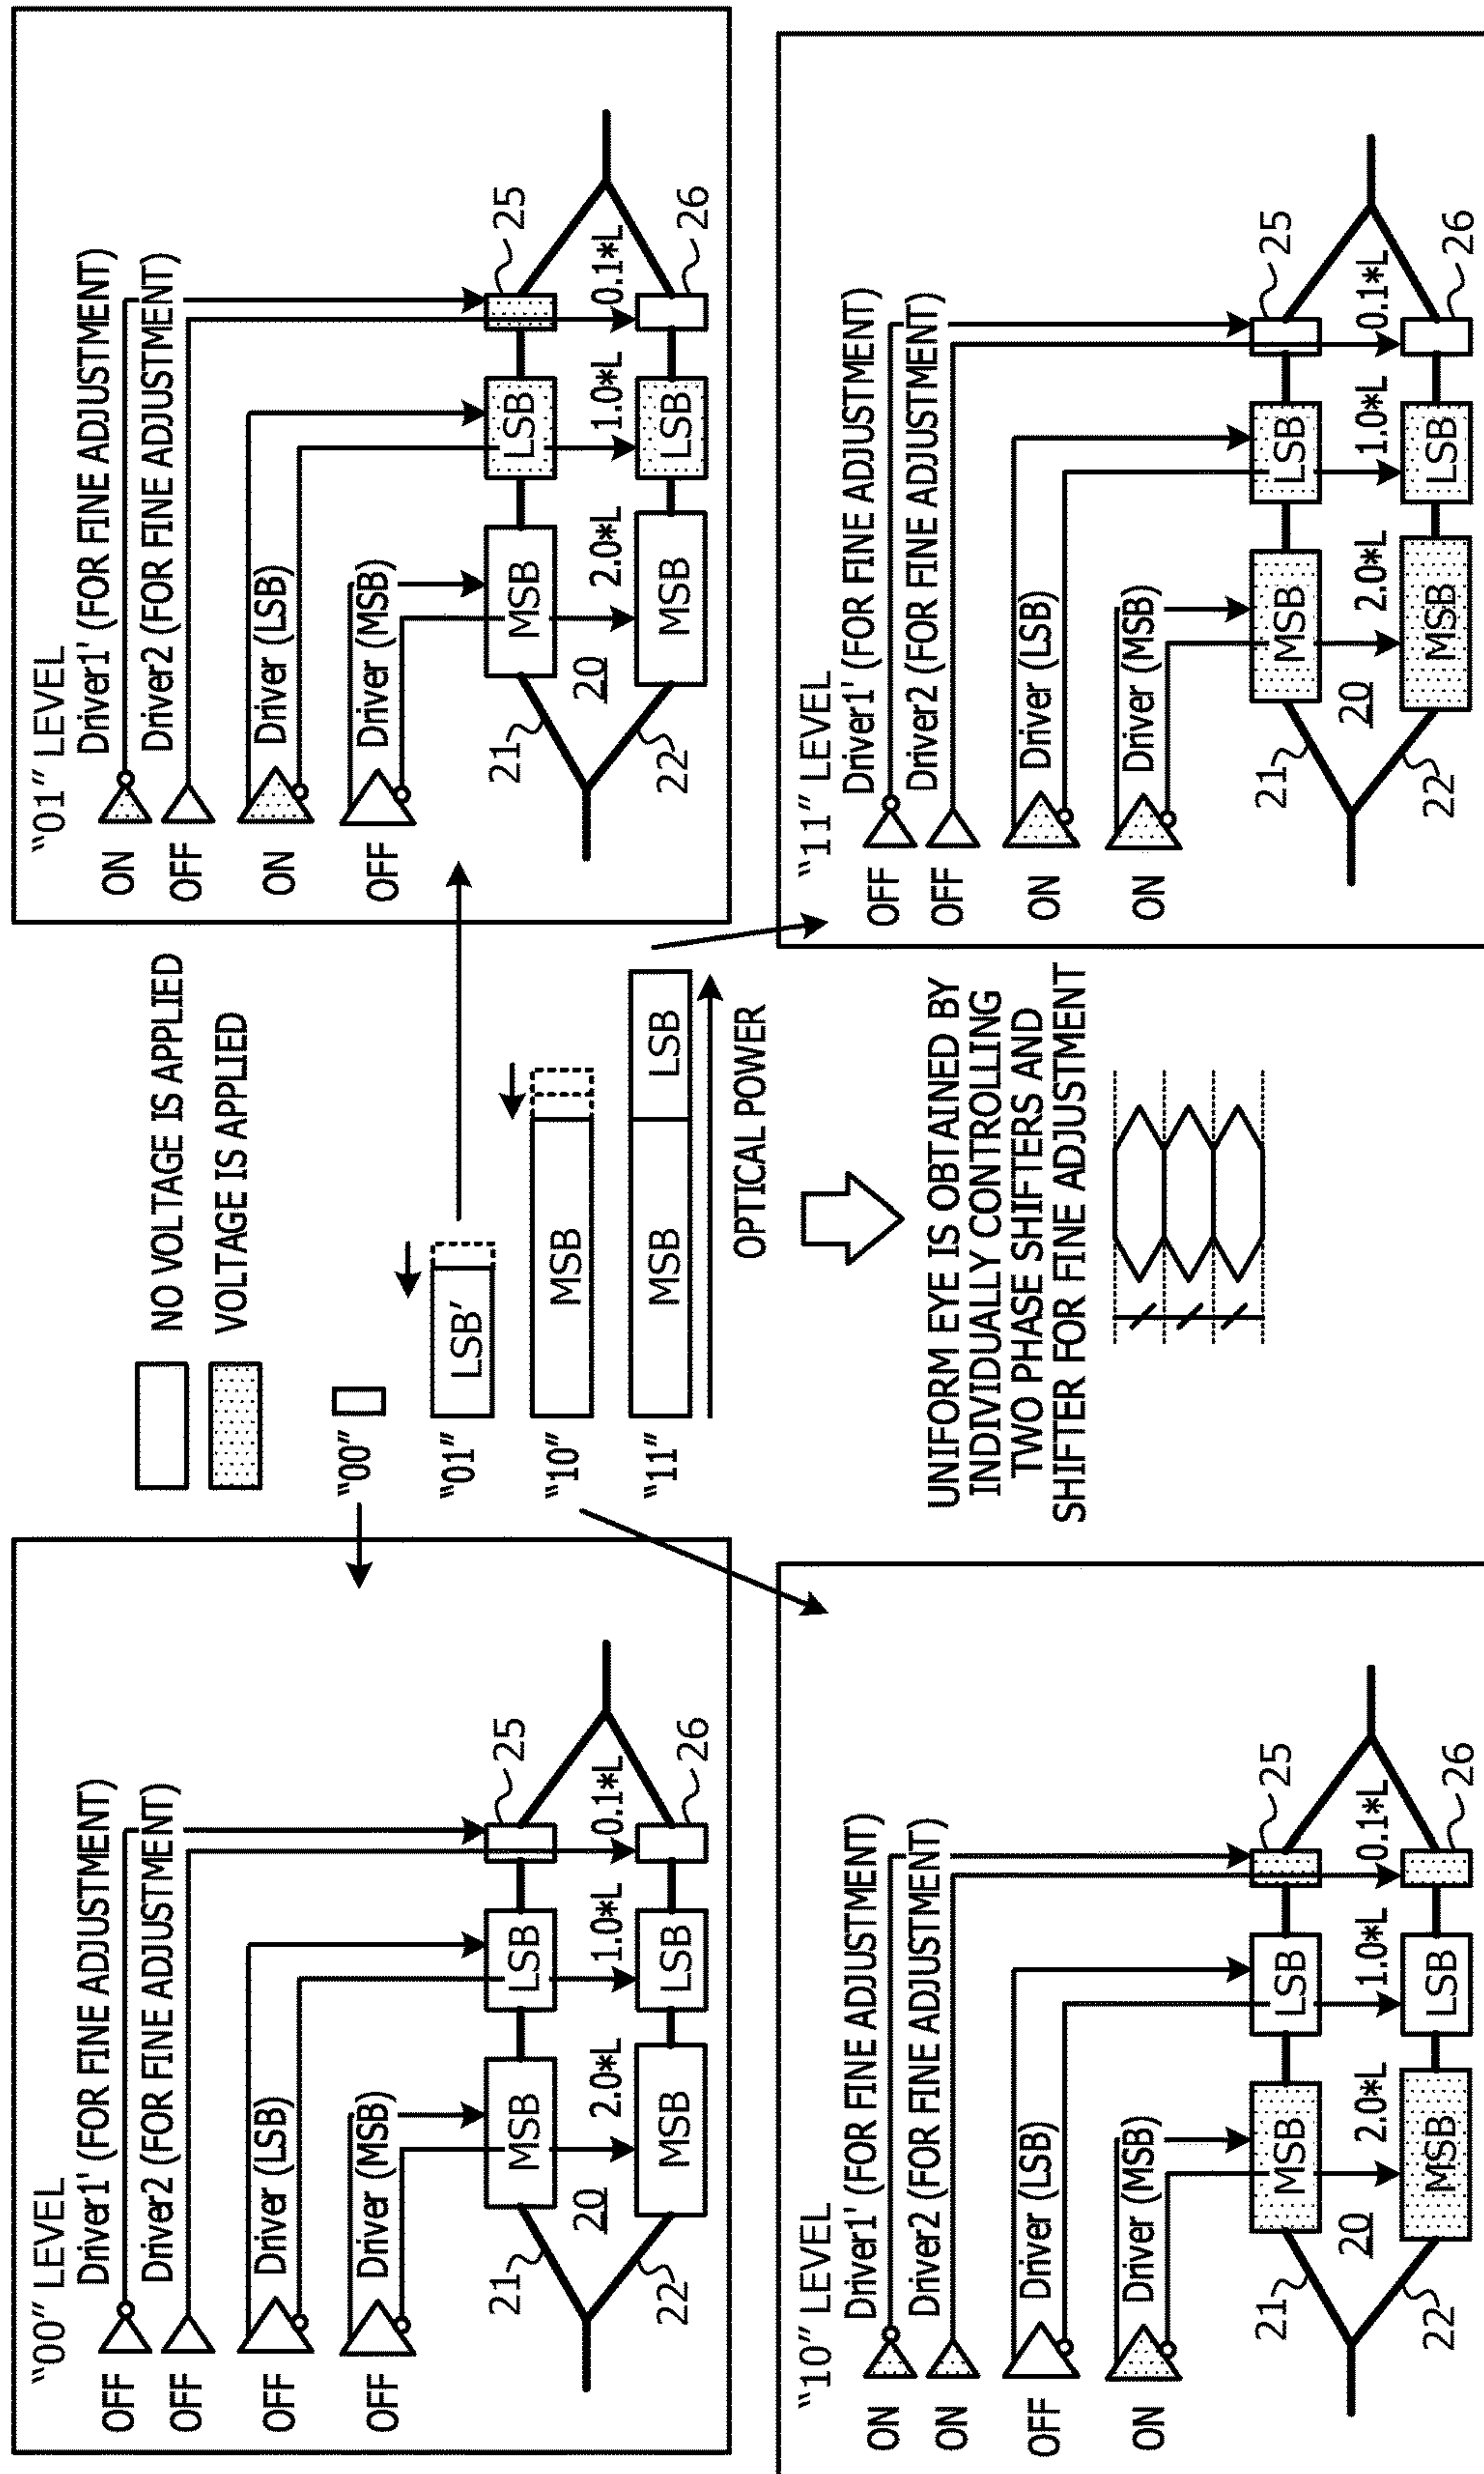 "00" LEVEL
OFF
Driver1' (FOR FINE ADJUSTMENT)
OFF
Driver2 (FOR FINE ADJUSTMENT)
OFF
Driver (LSB)
OFF
Driver (MSB)
21
MSB
LSB
25
20
2.0*L
1.0*L
0.1*L
22
MSB
LSB
26
NO VOLTAGE IS APPLIED
VOLTAGE IS APPLIED
"00"
"01"
LSB'
"10"
MSB
"11"
MSB
LSB
OPTICAL POWER
UNIFORM EYE IS OBTAINED BY
INDIVIDUALLY CONTROLLING
TWO PHASE SHIFTERS AND
SHIFTER FOR FINE ADJUSTMENT
"01" LEVEL
ON
Driver1' (FOR FINE ADJUSTMENT)
OFF
Driver2 (FOR FINE ADJUSTMENT)
ON
Driver (LSB)
OFF
Driver (MSB)
21
MSB
LSB
25
20
2.0*L
1.0*L
0.1*L
22
MSB
LSB
26
"10" LEVEL
ON
Driver1' (FOR FINE ADJUSTMENT)
ON
Driver2 (FOR FINE ADJUSTMENT)
OFF
Driver (LSB)
ON
Driver (MSB)
21
MSB
LSB
25
20
2.0*L
1.0*L
0.1*L
22
MSB
LSB
26
"11" LEVEL
OFF
Driver1' (FOR FINE ADJUSTMENT)
OFF
Driver2 (FOR FINE ADJUSTMENT)
ON
Driver (LSB)
ON
Driver (MSB)
21
MSB
LSB
25
20
2.0*L
1.0*L
0.1*L
22
MSB
LSB
26